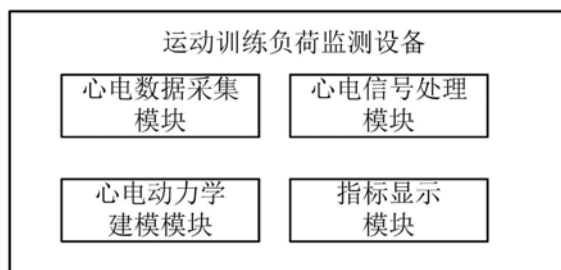 运动训练负荷监测设备
心电数据采集
模块
心电信号处理
模块
心电动力学
建模模块
指标显示
模块